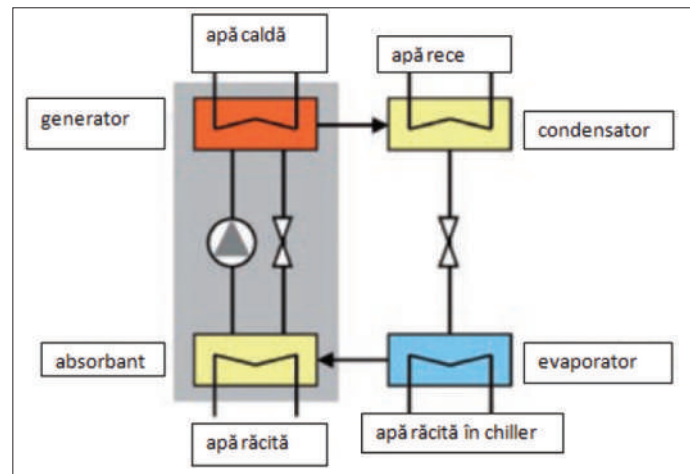 apă caldă
apă rece
generator
condensator
absorbant
evaporator
apă răcită
apă răcită în chiller